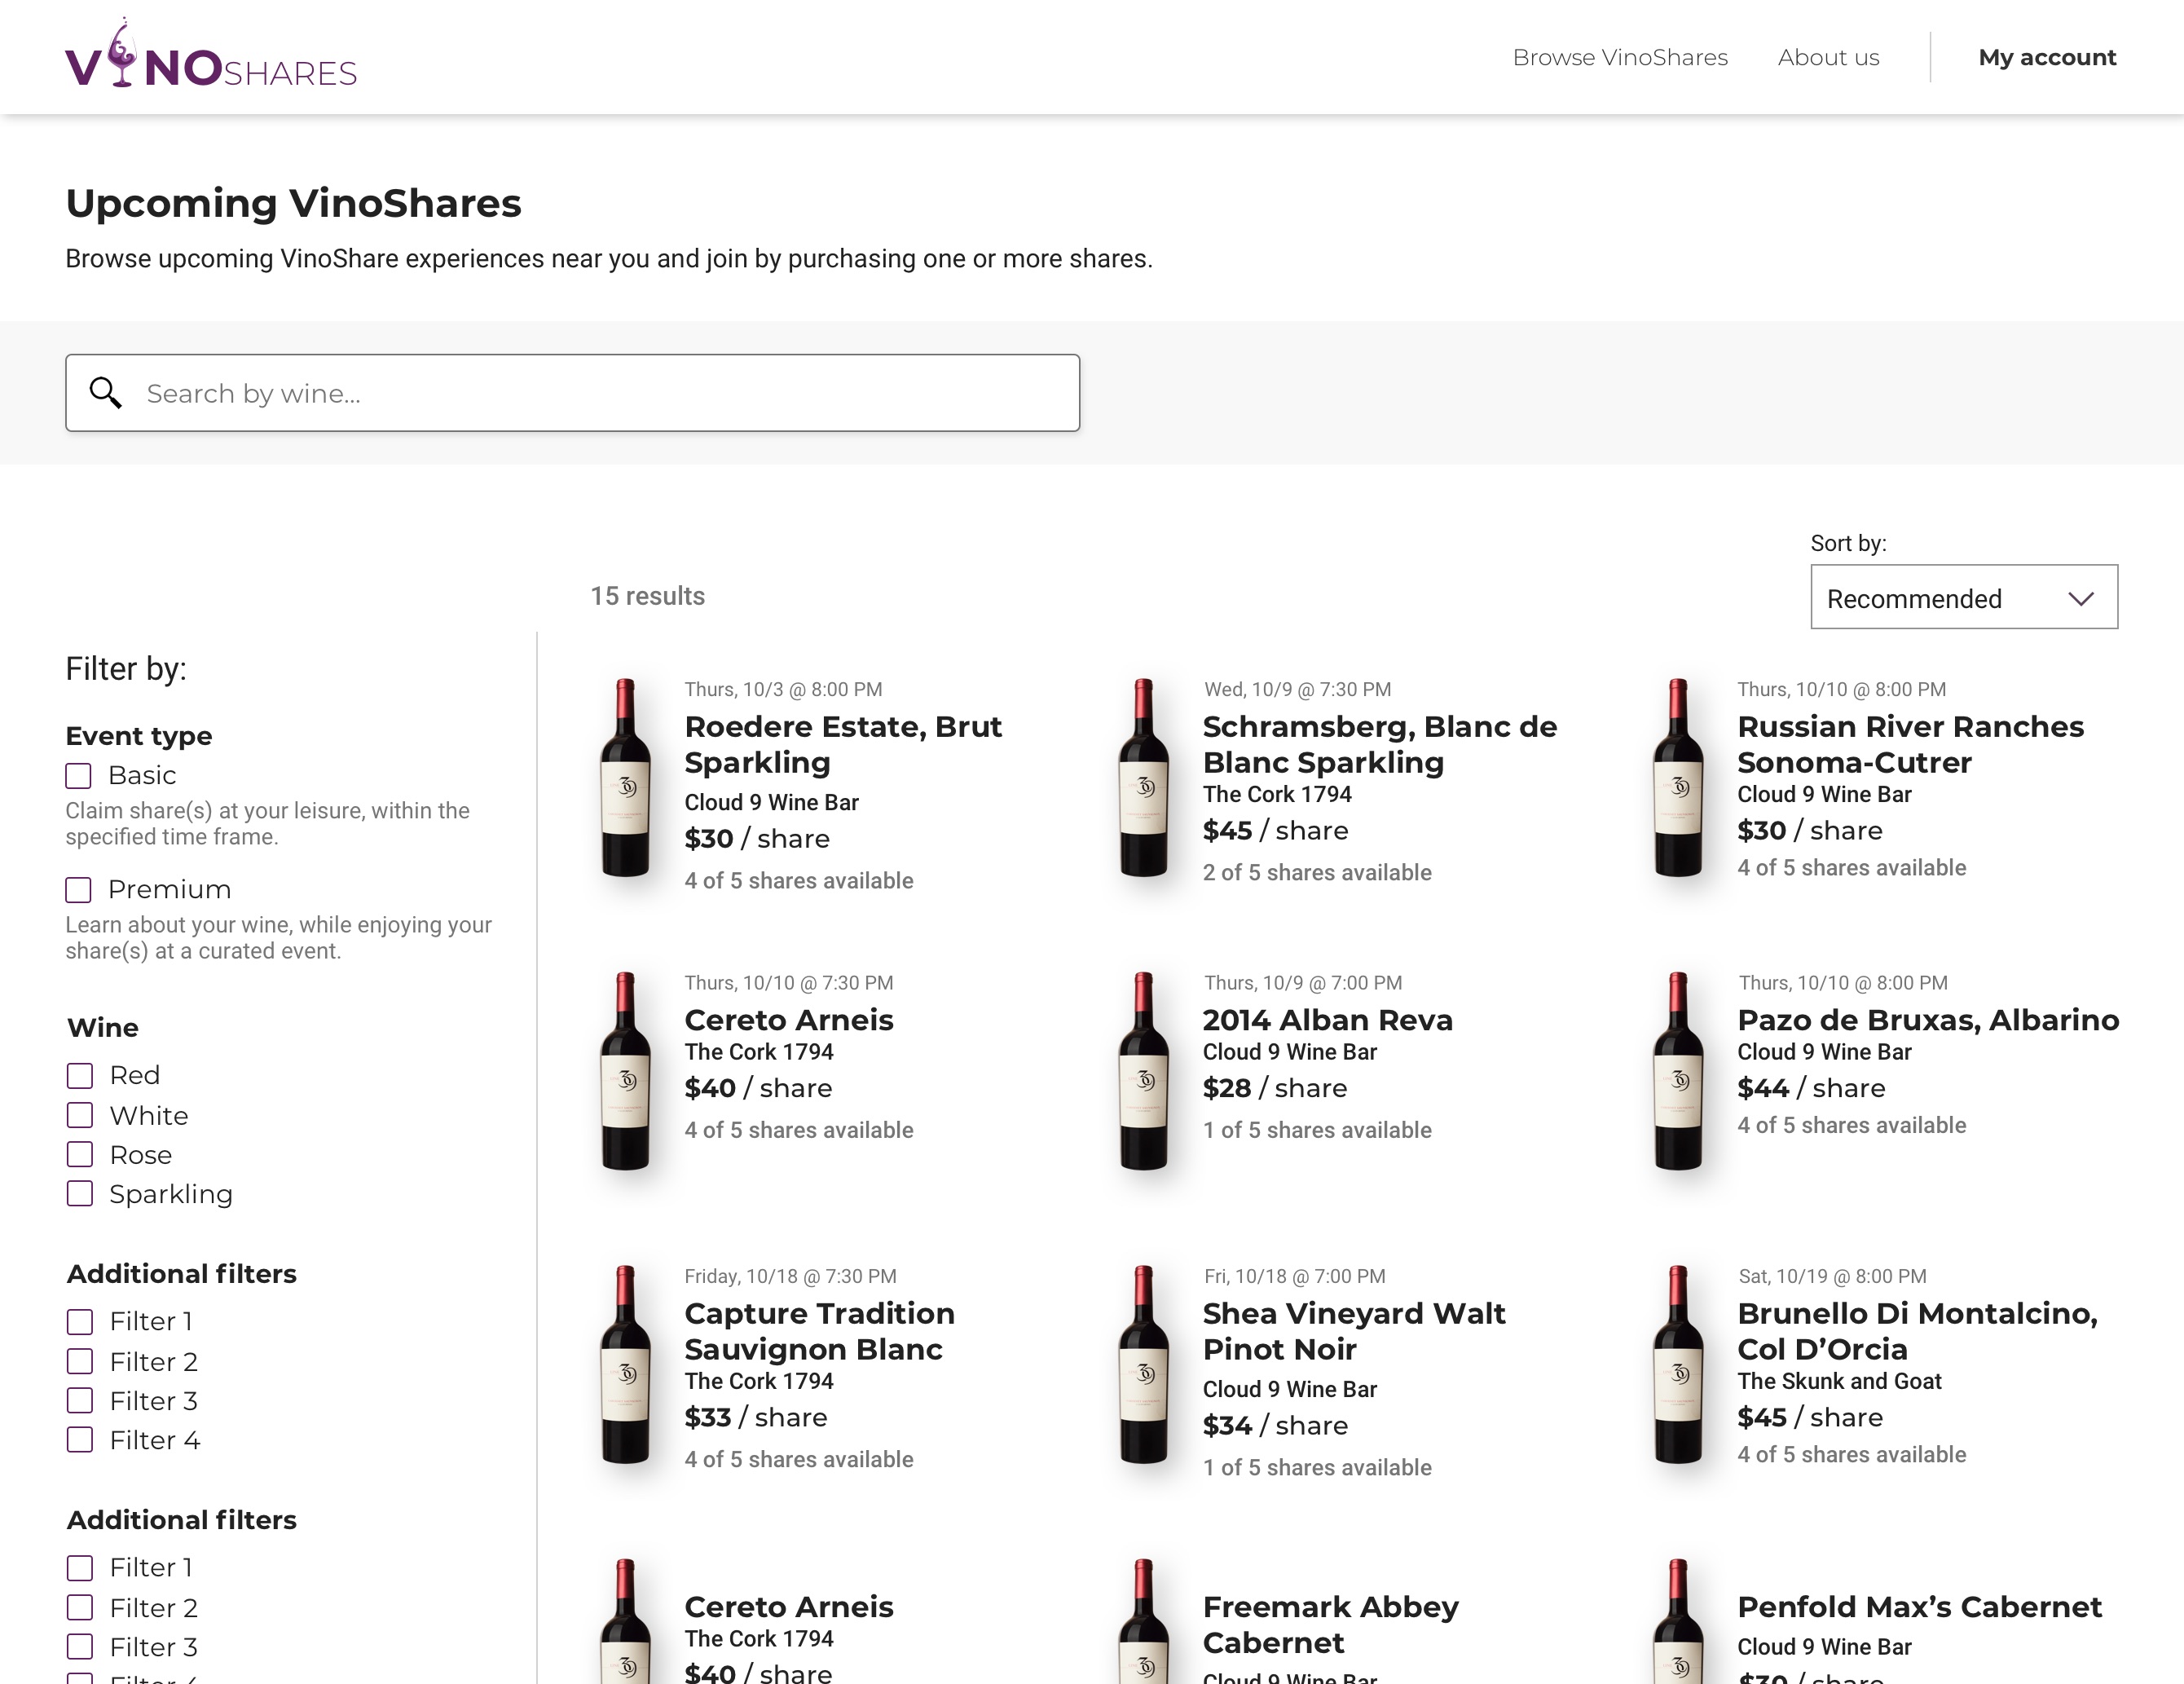 VINOSHARES
Browse VinoShares
About us
My account
Upcoming VinoShares
Browse upcoming VinoShare experiences near you and join by purchasing one or more shares.
Search by wine...
Sort by:
Recommended
15 results
Filter by:
Event type
Basic
Claim share(s) at your leisure, within the
specified time frame.
Premium
Learn about your wine, while enjoying your
share(s) at a curated event.
Wine
Red
White
Rose
Sparkling
Additional filters
Filter 1
Filter 2
Filter 3
Filter 4
Additional filters
Filter 1
Filter 2
Filter 3
Filter 4
Thurs, 10/3 @ 8:00 PM
Roedere Estate, Brut
Sparkling
Cloud 9 Wine Bar
$30 / share
4 of 5 shares available
Wed, 10/9 @ 7:30 PM
Schramsberg, Blanc de
Blanc Sparkling
The Cork 1794
$45 / share
2 of 5 shares available
Thurs, 10/10 @ 8:00 PM
Russian River Ranches
Sonoma-Cutrer
Cloud 9 Wine Bar
$30 / share
4 of 5 shares available
Thurs, 10/10 @ 7:30 PM
Cereto Arneis
The Cork 1794
$40 / share
4 of 5 shares available
Thurs, 10/9 @ 7:00 PM
2014 Alban Reva
Cloud 9 Wine Bar
$28 / share
1 of 5 shares available
Thurs, 10/10 @ 8:00 PM
Pazo de Bruxas, Albarino
Cloud 9 Wine Bar
$44 / share
4 of 5 shares available
Friday, 10/18 @ 7:30 PM
Capture Tradition
Sauvignon Blanc
The Cork 1794
$33 / share
4 of 5 shares available
Fri, 10/18 @ 7:00 PM
Shea Vineyard Walt
Pinot Noir
Cloud 9 Wine Bar
$34 / share
1 of 5 shares available
Sat, 10/19 @ 8:00 PM
Brunello Di Montalcino,
Col D’Orcia
The Skunk and Goat
$45 / share
4 of 5 shares available
Cereto Arneis
The Cork 1794
$40 / share
Freemark Abbey
Cabernet
Cloud 9 Wine Bar
Penfold Max’s Cabernet
Cloud 9 Wine Bar
$30 / share